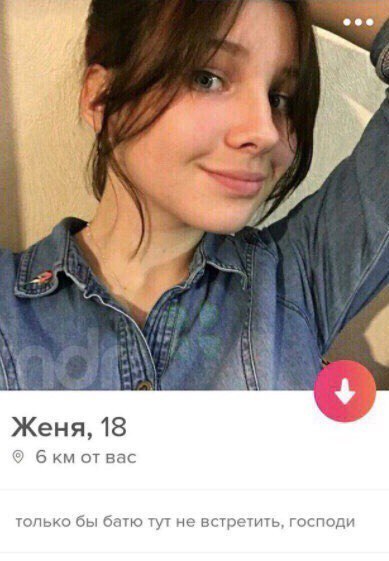 Женя, 18
6 км от вас
только бы батю тут не встретить, господи